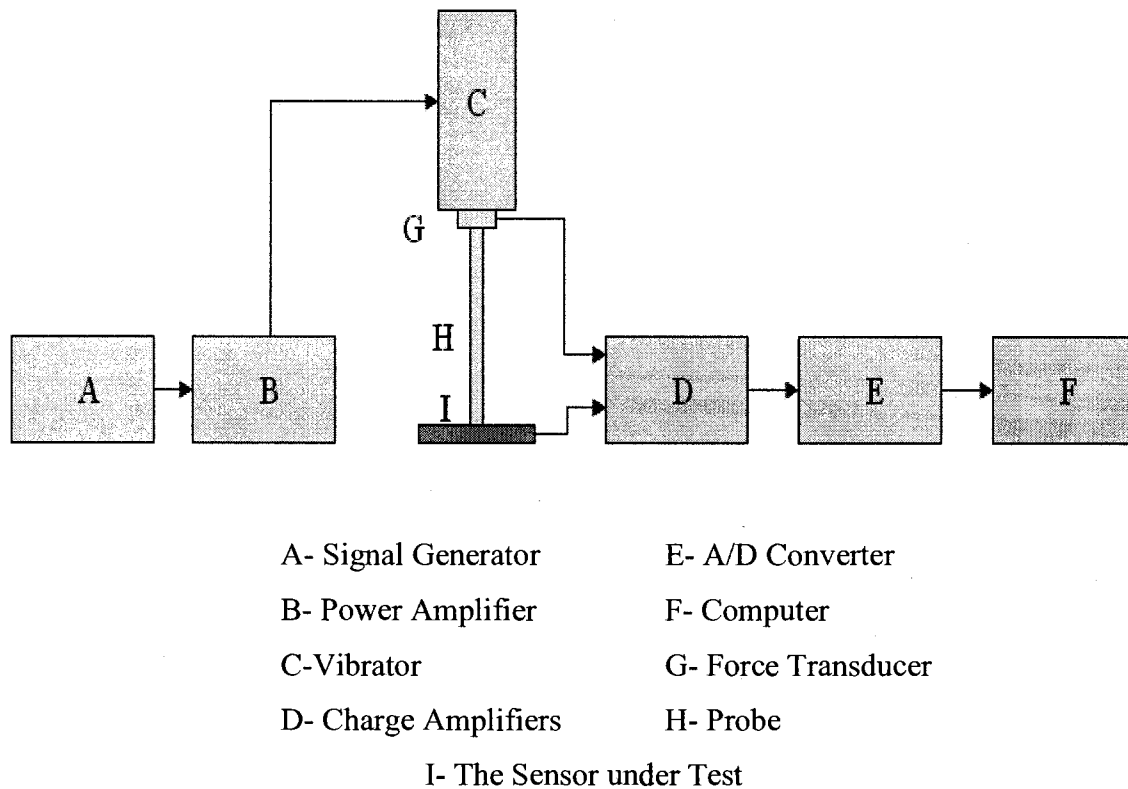 C
G
H
I
A
B
D
E
F
A- Signal Generator
E- A/D Converter
B- Power Amplifier
F- Computer
C-Vibrator
G- Force Transducer
D- Charge Amplifiers
H- Probe
I- The Sensor under Test